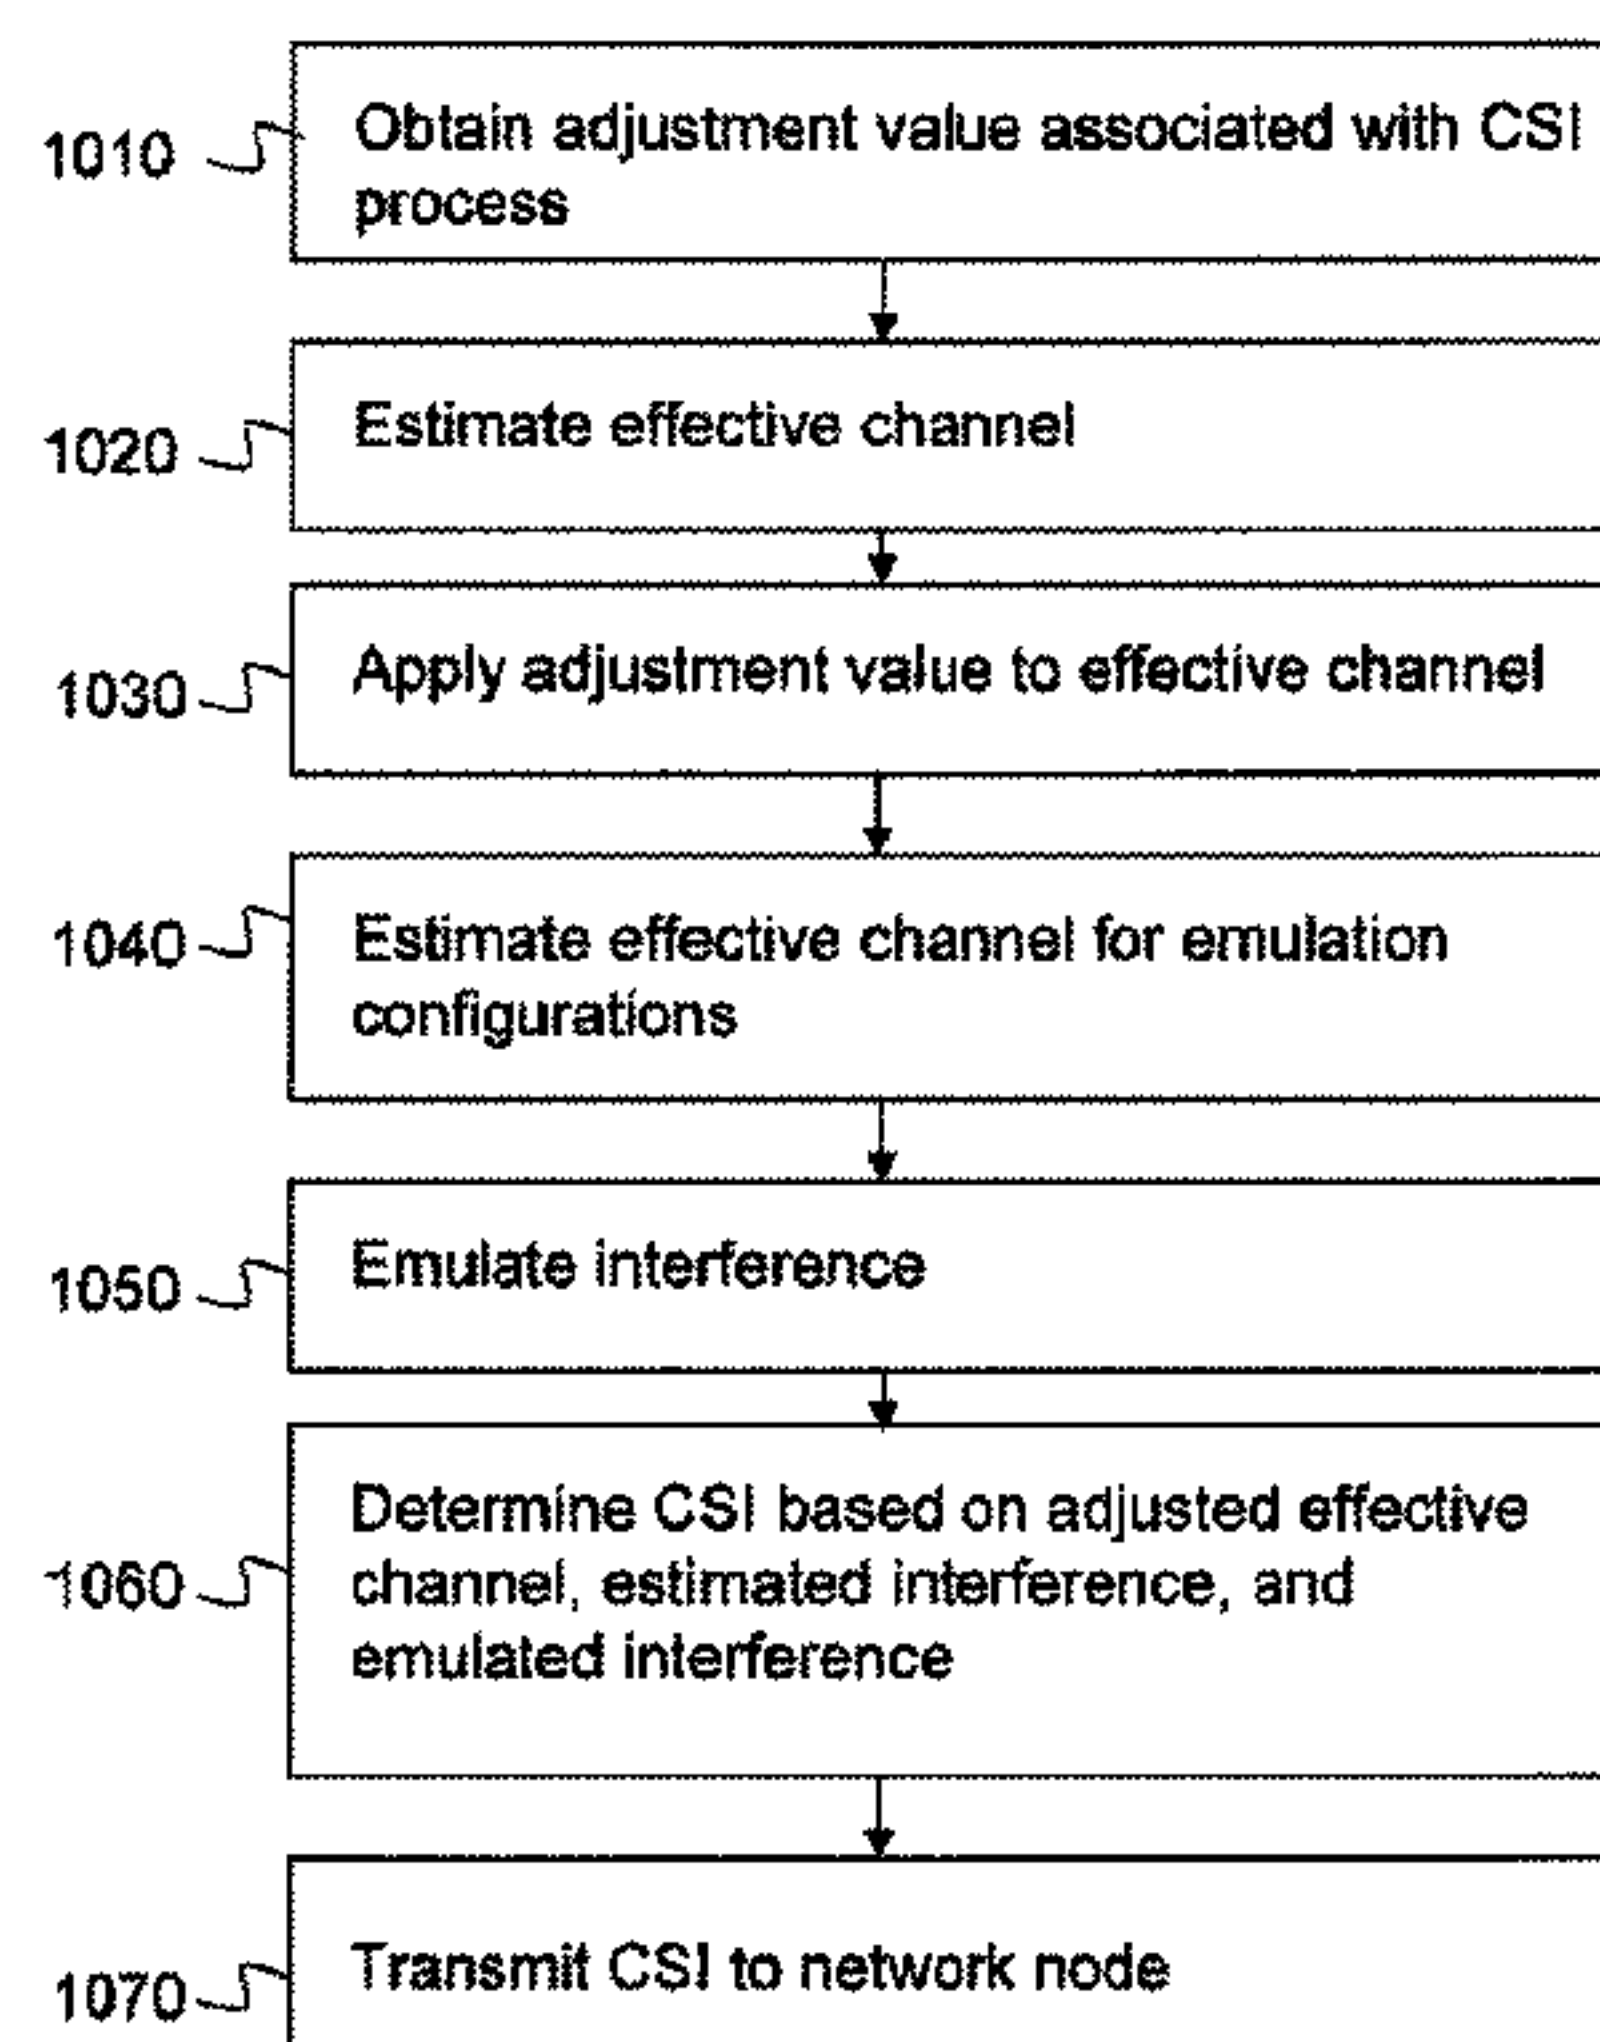 1010
Obtain adjustment value associated with CSI
process
1020
Estimate effective channel
1030
Apply adjustment value to effective channel
1040
Estimate effective channel for emulation
configurations
1050
Emulate interference
1060
Determine CSI based on adjusted effective
channel, estimated interference, and
emulated interference
1070
Transmit CSI to network node